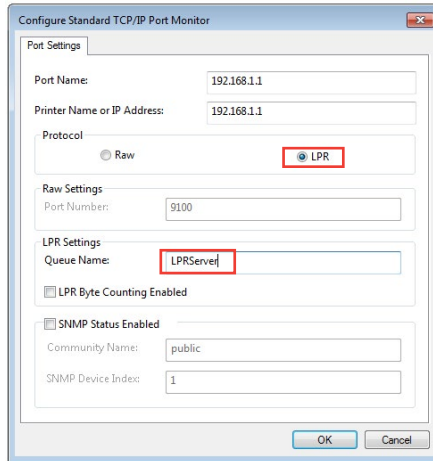 Configure Standard TCP/IP Port Monitor
Port Settings
Port Name: 192.168.1.1
Printer Name or IP Address: 192.168.1.1
Protocol
Raw LPR
Raw Settings
Port Number: 9100
LPR Settings
Queue Name: LPRServer
LPR Byte Counting Enabled
SNMP Status Enabled
Community Name: public
SNMP Device Index: 1
OK Cancel